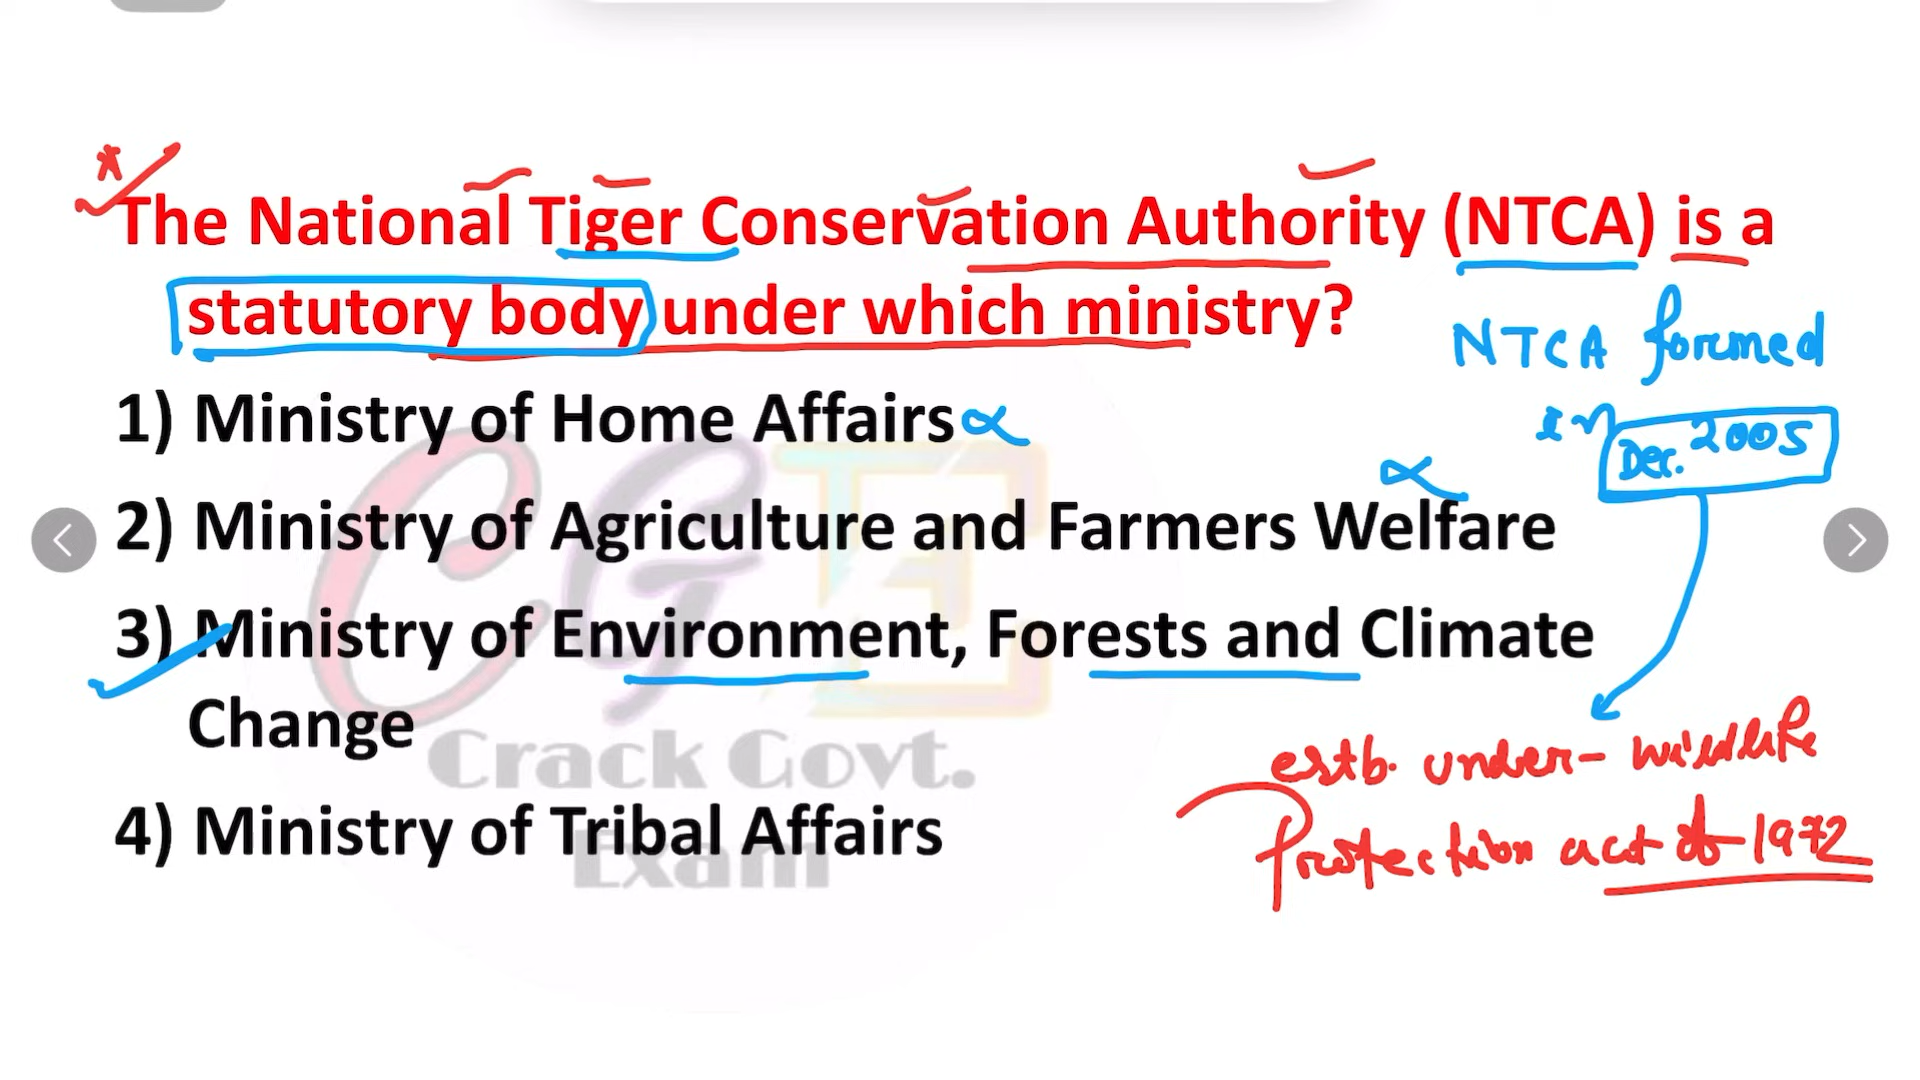 The National Tiger Conservation Authority (NTCA) is a
statutory body under which ministry?
NTCA formed
in Dec. 2005
1) Ministry of Home Affairs
2) Ministry of Agriculture and Farmers Welfare
3) Ministry of Environment, Forests and Climate
Change
4) Ministry of Tribal Affairs
estb. under- wildlife
Protection act of 1972
CGE
Crack Govt.
Exam